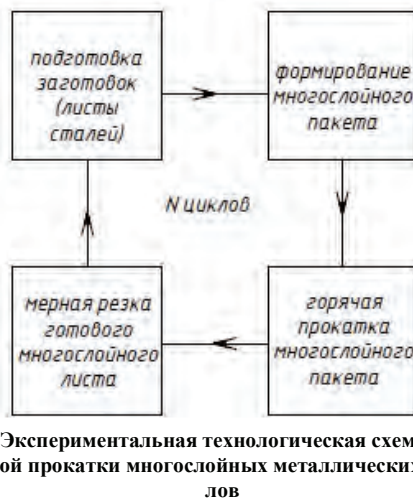 подготовка
заготовок
(листы
сталей)
формирование
многослойного
пакета
N циклов
мерная резка
готового
многослойного
листа
горячая
прокатка
многослойного
пакета
Экспериментальная технологическая схем
ой прокатки многослойных металлических
лов